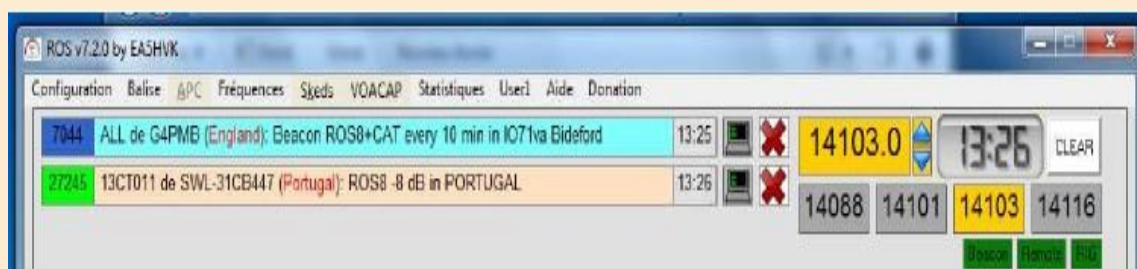 ROS v7.2.0 by EA5HVK
Configuration Balise APC Fréquences Skeds VOACAP Statistiques User1 Aide Donation
7044 ALL de G4PMB (England): Beacon ROS8+CAT every 10 min in IO71va Bideford 13:25
27245 13CT011 de SWL-31CB447 (Portugal): ROS8 -8 dB in PORTUGAL 13:26
14103.0 13:26 CLEAR
14088 14101 14103 14116
Beacon Remote RIG